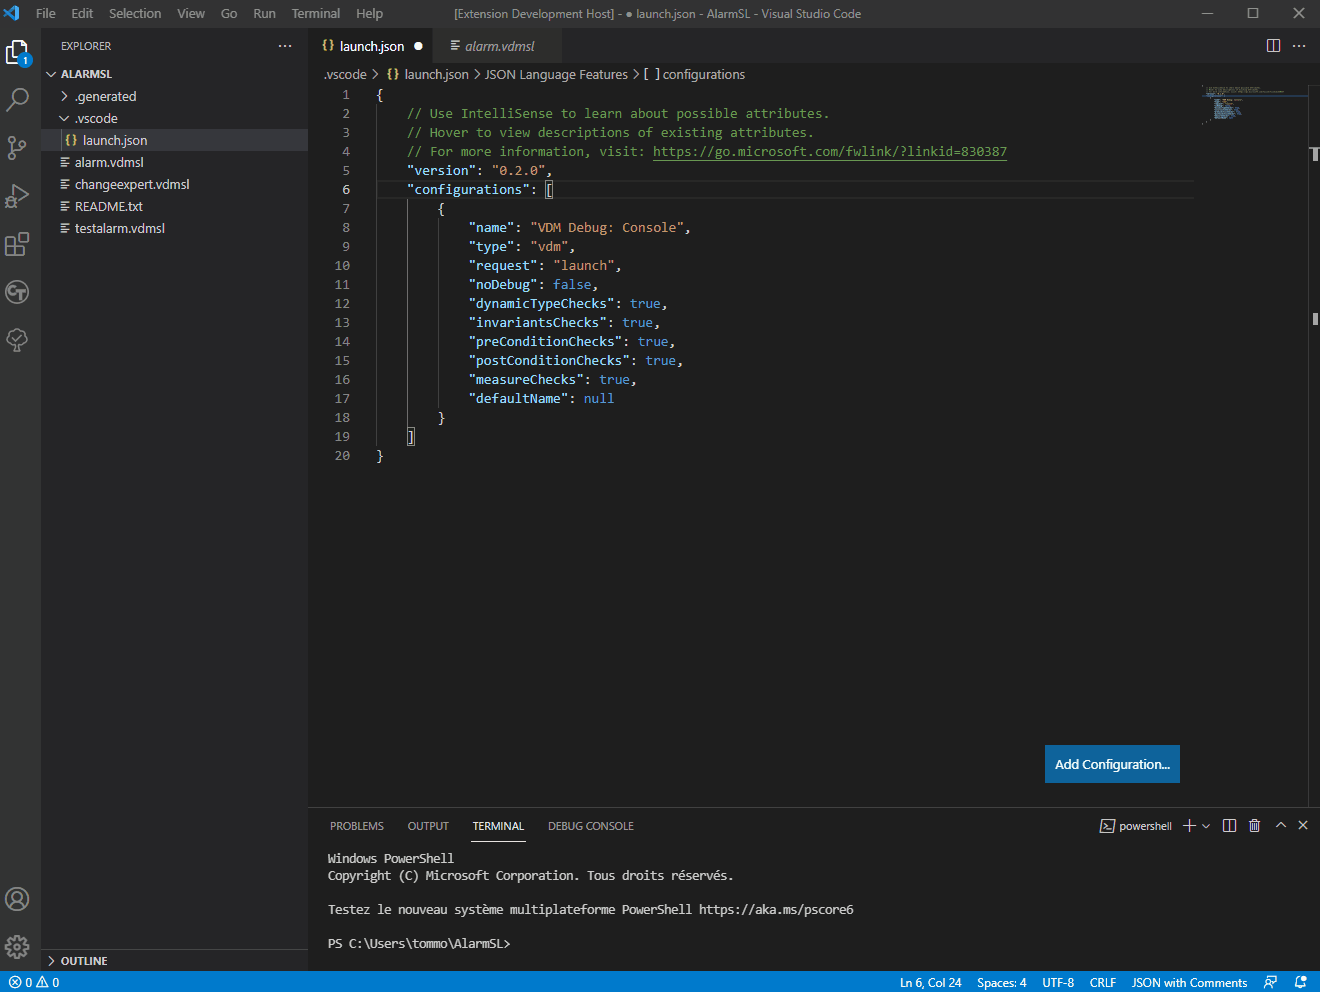 File Edit Selection View Go Run Terminal Help
[Extension Development Host] - ● launch.json - AlarmSL - Visual Studio Code
1
EXPLORER
ALARMSL
.generated
.vscode
{} launch.json
alarm.vdmsl
changeexpert.vdmsl
README.txt
testalarm.vdmsl
OUTLINE
{} launch.json ●
alarm.vdmsl
.vscode > {} launch.json > JSON Language Features > [ ] configurations
1 {
2 // Use IntelliSense to learn about possible attributes.
3 // Hover to view descriptions of existing attributes.
4 // For more information, visit: https://go.microsoft.com/fwlink/?linkid=830387
5 "version": "0.2.0",
6 "configurations": [
7 {
8 "name": "VDM Debug: Console",
9 "type": "vdm",
10 "request": "launch",
11 "noDebug": false,
12 "dynamicTypeChecks": true,
13 "invariantsChecks": true,
14 "preConditionChecks": true,
15 "postConditionChecks": true,
16 "measureChecks": true,
17 "defaultName": null
18 }
19 ]
20 }
Add Configuration...
PROBLEMS OUTPUT TERMINAL DEBUG CONSOLE
powershell
Windows PowerShell
Copyright (C) Microsoft Corporation. Tous droits réservés.
Testez le nouveau système multiplateforme PowerShell https://aka.ms/pscore6
PS C:\Users\tommo\AlarmSL>
0 0
Ln 6, Col 24 Spaces: 4 UTF-8 CRLF JSON with Comments